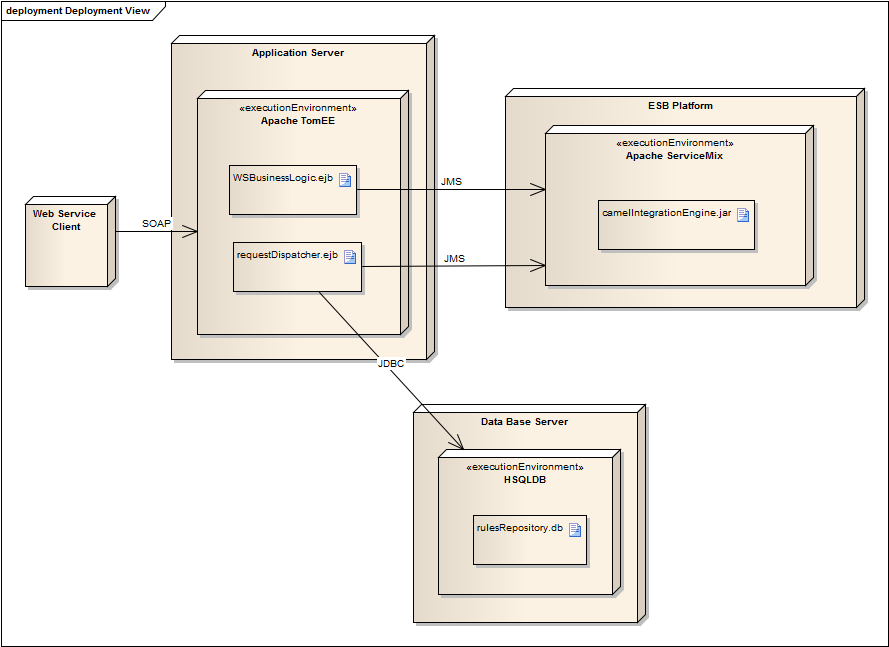 deployment Deployment View
Application Server
«executionEnvironment»
Apache TomEE
WSBusinessLogic.ejb
requestDispatcher.ejb
Web Service
Client
SOAP
JMS
JMS
JDBC
ESB Platform
«executionEnvironment»
Apache ServiceMix
camelIntegrationEngine.jar
Data Base Server
«executionEnvironment»
HSQLDB
rulesRepository.db